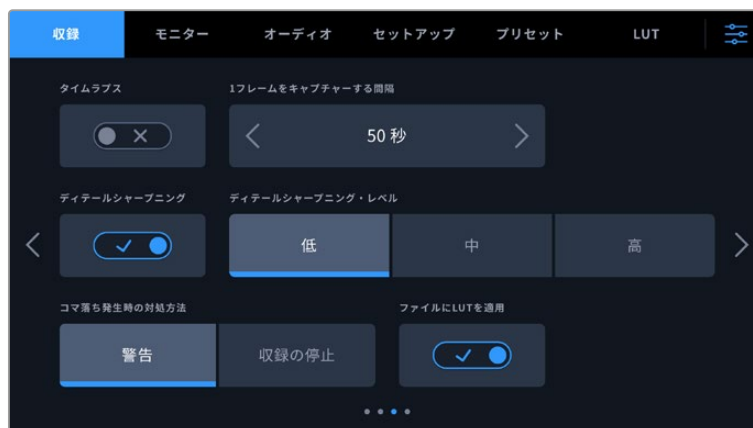 収録 モニター オーディオ セットアップ プリセット LUT
タイムラプス 1フレームをキャプチャーする間隔
50 秒
ディテールシャープニング ディテールシャープニング・レベル
低 中 高
コマ落ち発生時の対処方法 ファイルにLUTを適用
警告 収録の停止